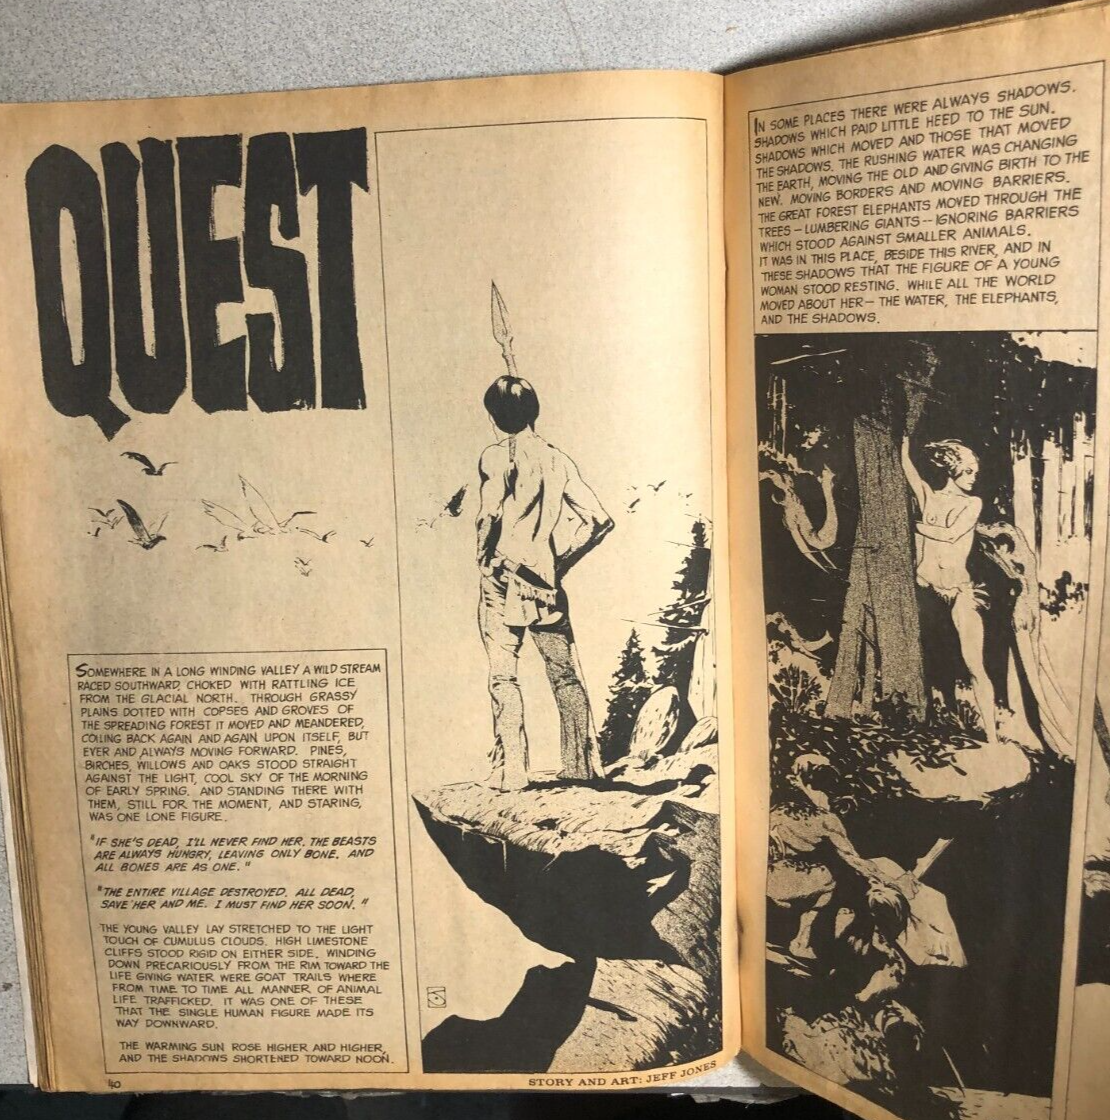 QUEST
SOMEWHERE IN A LONG WINDING VALLEY A WILD STREAM
RACED SOUTHWARD, CHOKED WITH RATTLING ICE
FROM THE GLACIAL NORTH. THROUGH GRASSY
PLAINS DOTTED WITH COPSES AND GROVES OF
THE SPREADING FOREST IT MOVED AND MEANDERED,
COILING BACK AGAIN AND AGAIN UPON ITSELF, BUT
EVER AND ALWAYS MOVING FORWARD. PINES,
BIRCHES, WILLOWS AND OAKS STOOD STRAIGHT
AGAINST THE LIGHT, COOL SKY OF THE MORNING
OF EARLY SPRING. AND STANDING THERE WITH
THEM, STILL FOR THE MOMENT, AND STARING,
WAS ONE LONE FIGURE.
"IF SHE'S DEAD, I'LL NEVER FIND HER. THE BEASTS
ARE ALWAYS HUNGRY, LEAVING ONLY BONE. AND
ALL BONES ARE AS ONE."
"THE ENTIRE VILLAGE DESTROYED. ALL DEAD,
SAVE HER AND ME. I MUST FIND HER SOON."
THE YOUNG VALLEY LAY STRETCHED TO THE LIGHT
TOUCH OF CUMULUS CLOUDS. HIGH LIMESTONE
CLIFFS STOOD RIGID ON EITHER SIDE. WINDING
DOWN PRECARIOUSLY FROM THE RIM TOWARD THE
LIFE GIVING WATER WERE GOAT TRAILS WHERE
FROM TIME TO TIME ALL MANNER OF ANIMAL
LIFE TRAFFICKED. IT WAS ONE OF THESE
THAT THE SINGLE HUMAN FIGURE MADE ITS
WAY DOWNWARD.
THE WARMING SUN ROSE HIGHER AND HIGHER,
AND THE SHADOWS SHORTENED TOWARD NOON.
40
STORY AND ART: JEFF JONES
IN SOME PLACES THERE WERE ALWAYS SHADOWS.
SHADOWS WHICH PAID LITTLE HEED TO THE SUN.
SHADOWS WHICH MOVED AND THOSE THAT MOVED
THE SHADOWS. THE RUSHING WATER WAS CHANGING
THE EARTH, MOVING THE OLD AND GIVING BIRTH TO THE
NEW. MOVING BORDERS AND MOVING BARRIERS.
THE GREAT FOREST ELEPHANTS MOVED THROUGH THE
TREES — LUMBERING GIANTS -- IGNORING BARRIERS
WHICH STOOD AGAINST SMALLER ANIMALS.
IT WAS IN THIS PLACE, BESIDE THIS RIVER, AND IN
THESE SHADOWS THAT THE FIGURE OF A YOUNG
WOMAN STOOD RESTING. WHILE ALL THE WORLD
MOVED ABOUT HER — THE WATER, THE ELEPHANTS,
AND THE SHADOWS.